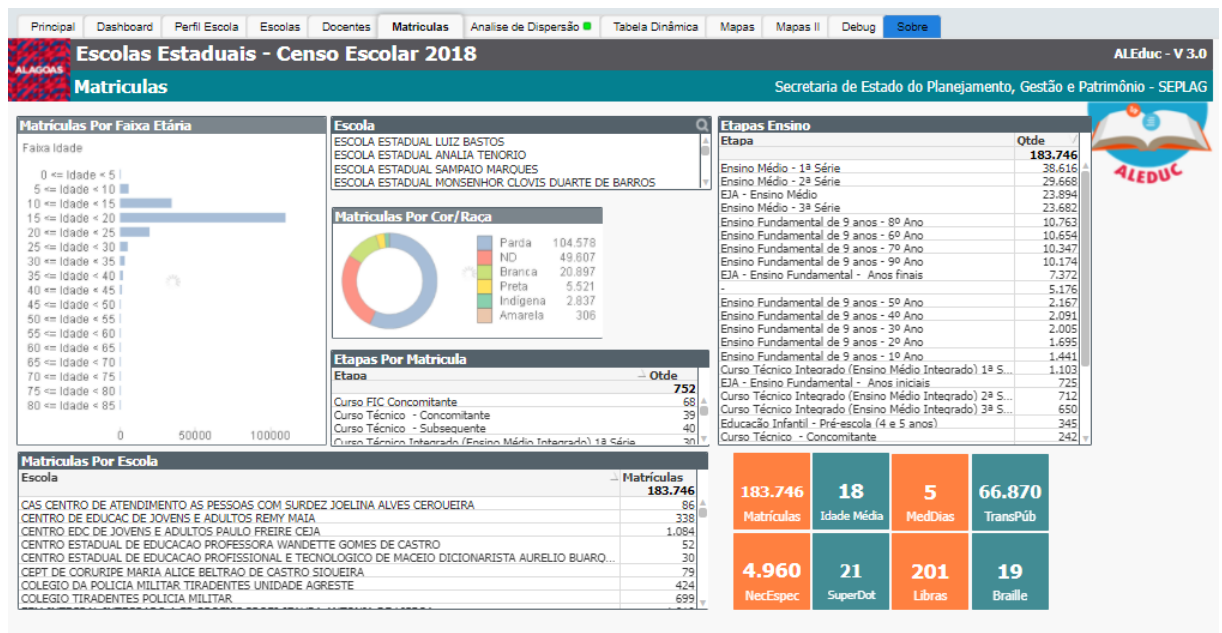 Principal Dashboard Perfil Escola Escolas Docentes Matriculas Analise de Dispersão Tabela Dinâmica Mapas Mapas II Debug Sobre
ALAGOAS
Escolas Estaduais - Censo Escolar 2018
ALEduc - V 3.0
Matriculas
Secretaria de Estado do Planejamento, Gestão e Patrimônio - SEPLAG
ALEDUC
Matrículas Por Faixa Etária
Faixa Idade
0 <= Idade < 5
5 <= Idade < 10
10 <= Idade < 15
15 <= Idade < 20
20 <= Idade < 25
25 <= Idade < 30
30 <= Idade < 35
35 <= Idade < 40
40 <= Idade < 45
45 <= Idade < 50
50 <= Idade < 55
55 <= Idade < 60
60 <= Idade < 65
65 <= Idade < 70
70 <= Idade < 75
75 <= Idade < 80
80 <= Idade < 85
0 50000 100000
Escola
ESCOLA ESTADUAL LUIZ BASTOS
ESCOLA ESTADUAL ANALIA TENORIO
ESCOLA ESTADUAL SAMPAIO MARQUES
ESCOLA ESTADUAL MONSENHOR CLOVIS DUARTE DE BARROS
Matriculas Por Cor/Raça
Parda 104.578
ND 49.607
Branca 20.897
Preta 5.521
Indígena 2.837
Amarela 306
Etapas Por Matricula
Etapa Qtde
752
Curso FIC Concomitante 68
Curso Técnico - Concomitante 39
Curso Técnico - Subsequente 40
Curso Técnico Integrado (Ensino Médio Integrado) 1ª Série 30
Etapas Ensino
Etapa Qtde
183.746
Ensino Médio - 1ª Série 38.616
Ensino Médio - 2ª Série 29.668
EJA - Ensino Médio 23.894
Ensino Médio - 3ª Série 23.682
Ensino Fundamental de 9 anos - 8º Ano 10.763
Ensino Fundamental de 9 anos - 6º Ano 10.654
Ensino Fundamental de 9 anos - 7º Ano 10.347
Ensino Fundamental de 9 anos - 9º Ano 10.174
EJA - Ensino Fundamental - Anos finais 7.372
- 5.176
Ensino Fundamental de 9 anos - 5º Ano 2.167
Ensino Fundamental de 9 anos - 4º Ano 2.091
Ensino Fundamental de 9 anos - 3º Ano 2.005
Ensino Fundamental de 9 anos - 2º Ano 1.695
Ensino Fundamental de 9 anos - 1º Ano 1.441
Curso Técnico Integrado (Ensino Médio Integrado) 1ª S... 1.103
EJA - Ensino Fundamental - Anos iniciais 725
Curso Técnico Integrado (Ensino Médio Integrado) 2ª S... 712
Curso Técnico Integrado (Ensino Médio Integrado) 3ª S... 650
Educação Infantil - Pré-escola (4 e 5 anos) 345
Curso Técnico - Concomitante 242
Matriculas Por Escola
Escola Matrículas
183.746
CAS CENTRO DE ATENDIMENTO AS PESSOAS COM SURDEZ JOELINA ALVES CERQUEIRA 86
CENTRO DE EDUCAC DE JOVENS E ADULTOS REMY MAIA 338
CENTRO EDC DE JOVENS E ADULTOS PAULO FREIRE CEJA 1.084
CENTRO ESTADUAL DE EDUCACAO PROFESSORA WANDETTE GOMES DE CASTRO 52
CENTRO ESTADUAL DE EDUCACAO PROFISSIONAL E TECNOLOGICO DE MACEIO DICIONARISTA AURELIO BUARQ... 30
CEPT DE CORURIPE MARIA ALICE BELTRAO DE CASTRO SIQUEIRA 79
COLEGIO DA POLICIA MILITAR TIRADENTES UNIDADE AGRESTE 424
COLEGIO TIRADENTES POLICIA MILITAR 699
183.746 18 5 66.870
Matrículas Idade Média MedDias TransPúb
4.960 21 201 19
NecEspec SuperDot Libras Braille